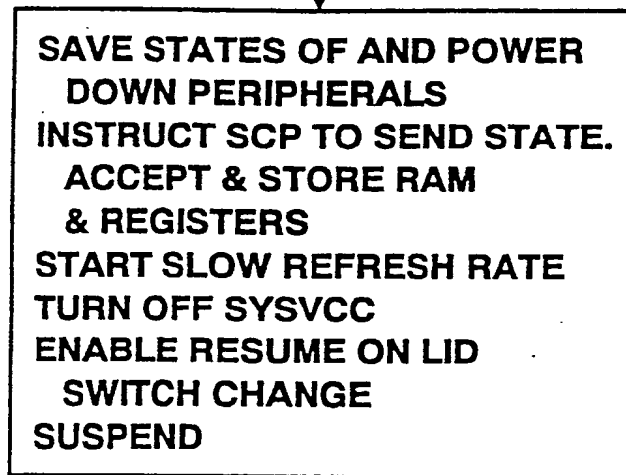 SAVE STATES OF AND POWER
DOWN PERIPHERALS
INSTRUCT SCP TO SEND STATE.
ACCEPT & STORE RAM
& REGISTERS
START SLOW REFRESH RATE
TURN OFF SYSVCC
ENABLE RESUME ON LID
SWITCH CHANGE
SUSPEND